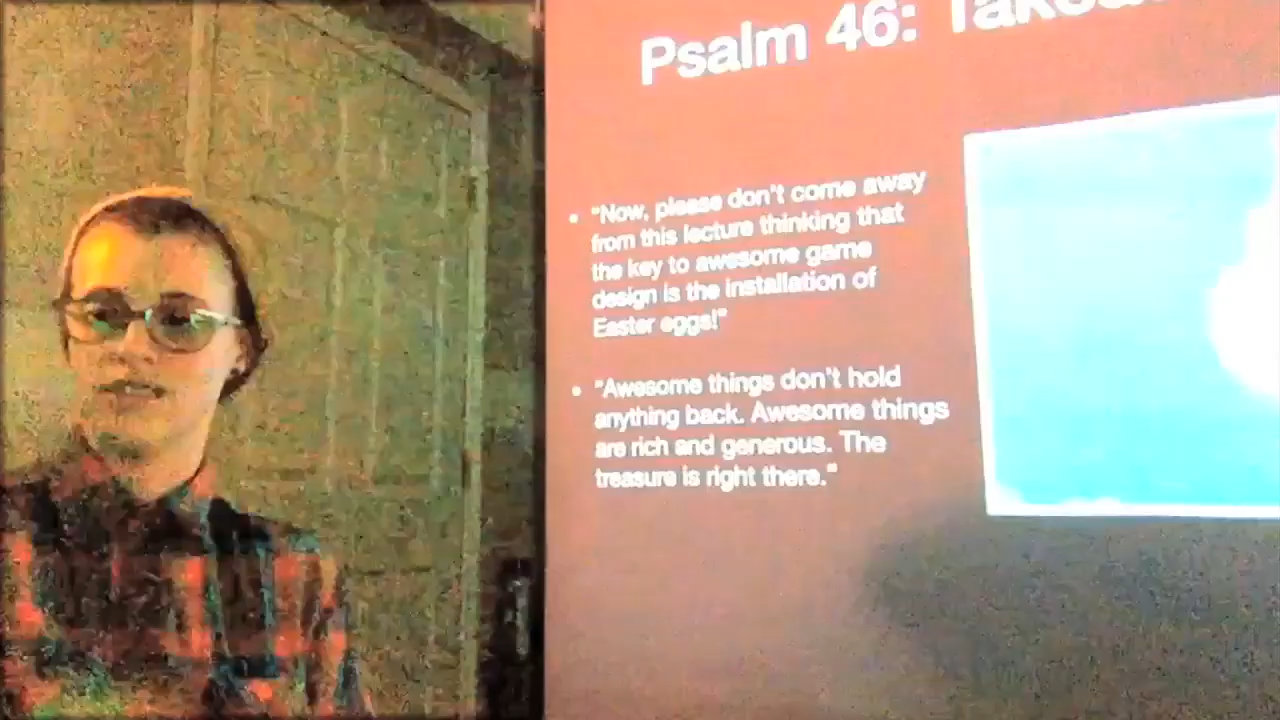 Psalm 46:
• "Now, please don't come away
from this lecture thinking that
the key to awesome game
design is the installation of
Easter eggs!"
• "Awesome things don't hold
anything back. Awesome things
are rich and generous. The
treasure is right there."